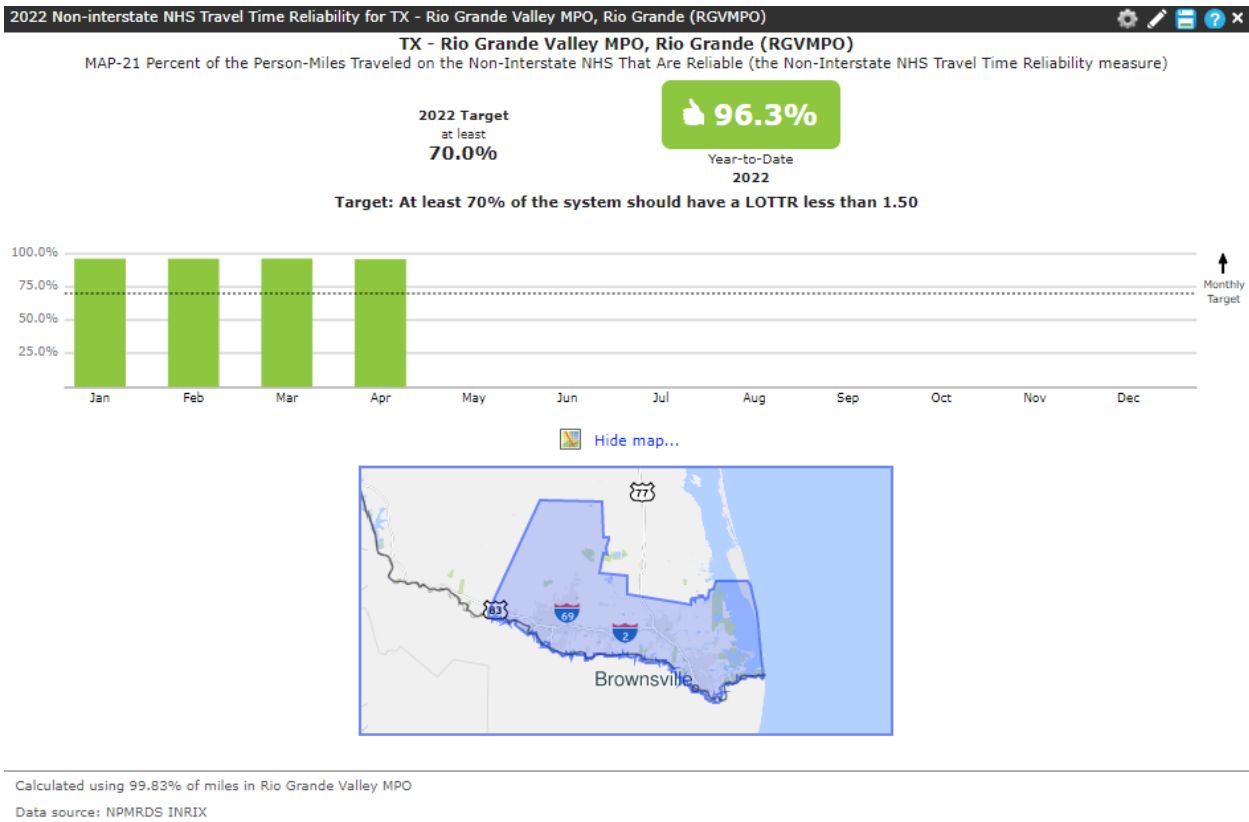 2022 Non-interstate NHS Travel Time Reliability for TX - Rio Grande Valley MPO, Rio Grande (RGVMPO)
TX - Rio Grande Valley MPO, Rio Grande (RGVMPO)
MAP-21 Percent of the Person-Miles Traveled on the Non-Interstate NHS That Are Reliable (the Non-Interstate NHS Travel Time Reliability measure)
2022 Target
at least
70.0%
96.3%
Year-to-Date
2022
Target: At least 70% of the system should have a LOTTR less than 1.50
100.0%
75.0%
50.0%
25.0%
Monthly
Target
Jan Feb Mar Apr May Jun Jul Aug Sep Oct Nov Dec
Hide map...
77
83
69
2
Brownsville
Calculated using 99.83% of miles in Rio Grande Valley MPO
Data source: NPMRDS INRIX